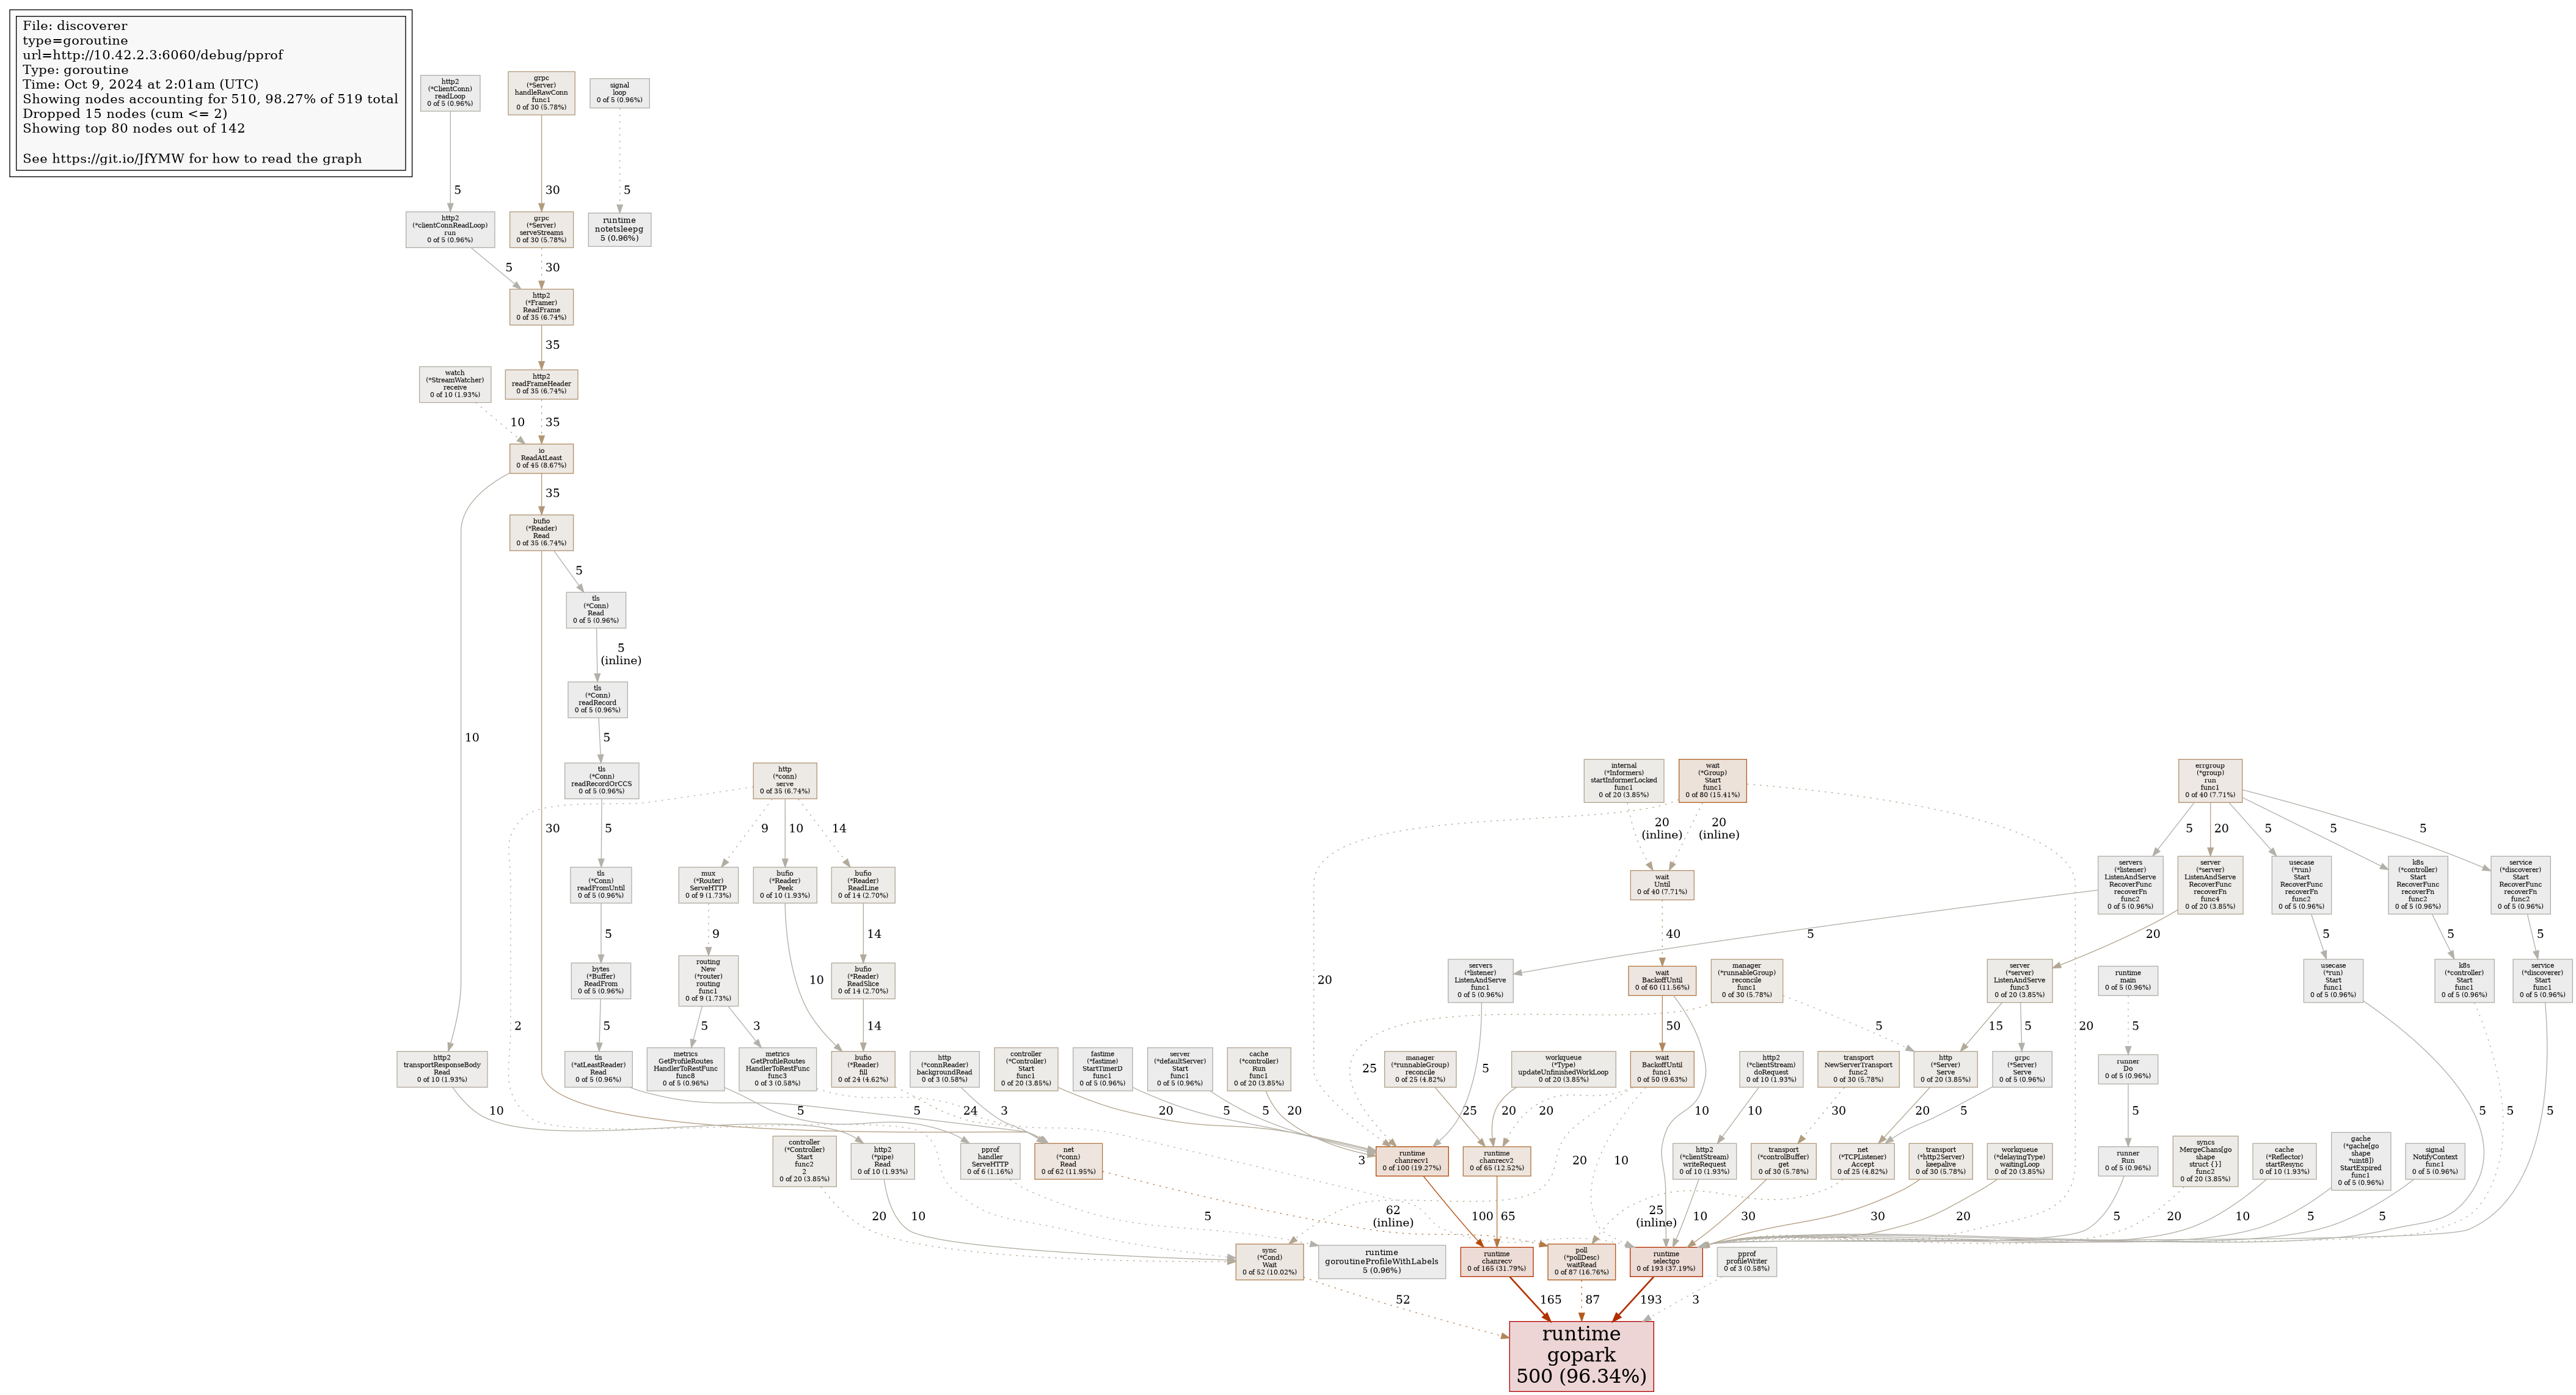 File: discoverer
type=goroutine
url=http://10.42.2.3:6060/debug/pprof
Type: goroutine
Time: Oct 9, 2024 at 2:01am (UTC)
Showing nodes accounting for 510, 98.27% of 519 total
Dropped 15 nodes (cum <= 2)
Showing top 80 nodes out of 142
See https://git.io/JfYMW for how to read the graph
http2
(*ClientConn)
readLoop
0 of 5 (0.96%)
grpc
(*Server)
handleRawConn
func1
0 of 30 (5.78%)
signal
loop
0 of 5 (0.96%)
5
30
5
http2
(*clientConnReadLoop)
run
0 of 5 (0.96%)
grpc
(*Server)
serveStreams
0 of 30 (5.78%)
runtime
notetsleepg
5 (0.96%)
5
30
http2
(*Framer)
ReadFrame
0 of 35 (6.74%)
35
watch
(*StreamWatcher)
receive
0 of 10 (1.93%)
http2
readFrameHeader
0 of 35 (6.74%)
10
35
io
ReadAtLeast
0 of 45 (8.67%)
35
bufio
(*Reader)
Read
0 of 35 (6.74%)
5
tls
(*Conn)
Read
0 of 5 (0.96%)
5
(inline)
tls
(*Conn)
readRecord
0 of 5 (0.96%)
10
5
tls
(*Conn)
readRecordOrCCS
0 of 5 (0.96%)
http
(*conn)
serve
0 of 35 (6.74%)
internal
(*Informers)
startInformerLocked
func1
0 of 20 (3.85%)
wait
(*Group)
Start
func1
0 of 80 (15.41%)
errgroup
(*group)
run
func1
0 of 40 (7.71%)
30
5
9
10
14
20
(inline)
20
(inline)
5
20
5
5
5
tls
(*Conn)
readFromUntil
0 of 5 (0.96%)
mux
(*Router)
ServeHTTP
0 of 9 (1.73%)
bufio
(*Reader)
Peek
0 of 10 (1.93%)
bufio
(*Reader)
ReadLine
0 of 14 (2.70%)
wait
Until
0 of 40 (7.71%)
servers
(*listener)
ListenAndServe
RecoverFunc
recoverFn
func2
0 of 5 (0.96%)
server
(*server)
ListenAndServe
RecoverFunc
recoverFn
func4
0 of 20 (3.85%)
usecase
(*run)
Start
RecoverFunc
recoverFn
func2
0 of 5 (0.96%)
k8s
(*controller)
Start
RecoverFunc
recoverFn
func2
0 of 5 (0.96%)
service
(*discoverer)
Start
RecoverFunc
recoverFn
func2
0 of 5 (0.96%)
5
9
14
40
5
20
5
5
5
bytes
(*Buffer)
ReadFrom
0 of 5 (0.96%)
routing
New
(*router)
routing
func1
0 of 9 (1.73%)
10
bufio
(*Reader)
ReadSlice
0 of 14 (2.70%)
20
servers
(*listener)
ListenAndServe
func1
0 of 5 (0.96%)
wait
BackoffUntil
0 of 60 (11.56%)
manager
(*runnableGroup)
reconcile
func1
0 of 30 (5.78%)
server
(*server)
ListenAndServe
func3
0 of 20 (3.85%)
runtime
main
0 of 5 (0.96%)
usecase
(*run)
Start
func1
0 of 5 (0.96%)
k8s
(*controller)
Start
func1
0 of 5 (0.96%)
service
(*discoverer)
Start
func1
0 of 5 (0.96%)
2
5
5
3
14
50
5
15
5
5
20
http2
transportResponseBody
Read
0 of 10 (1.93%)
tls
(*atLeastReader)
Read
0 of 5 (0.96%)
metrics
GetProfileRoutes
HandlerToRestFunc
func8
0 of 5 (0.96%)
metrics
GetProfileRoutes
HandlerToRestFunc
func3
0 of 3 (0.58%)
bufio
(*Reader)
fill
0 of 24 (4.62%)
http
(*connReader)
backgroundRead
0 of 3 (0.58%)
controller
(*Controller)
Start
func1
0 of 20 (3.85%)
fastime
(*fastime)
StartTimerD
func1
0 of 5 (0.96%)
server
(*defaultServer)
Start
func1
0 of 5 (0.96%)
cache
(*controller)
Run
func1
0 of 20 (3.85%)
25
manager
(*runnableGroup)
reconcile
0 of 25 (4.82%)
5
workqueue
(*Type)
updateUnfinishedWorkLoop
0 of 20 (3.85%)
wait
BackoffUntil
func1
0 of 50 (9.63%)
http2
(*clientStream)
doRequest
0 of 10 (1.93%)
transport
NewServerTransport
func2
0 of 30 (5.78%)
http
(*Server)
Serve
0 of 20 (3.85%)
grpc
(*Server)
Serve
0 of 5 (0.96%)
runner
Do
0 of 5 (0.96%)
10
5
5
24
3
20
5
5
20
25
20
20
10
10
30
20
5
5
5
5
5
controller
(*Controller)
Start
func2
2
0 of 20 (3.85%)
http2
(*pipe)
Read
0 of 10 (1.93%)
pprof
handler
ServeHTTP
0 of 6 (1.16%)
net
(*conn)
Read
0 of 62 (11.95%)
3
runtime
chanrecv1
0 of 100 (19.27%)
runtime
chanrecv2
0 of 65 (12.52%)
20
10
http2
(*clientStream)
writeRequest
0 of 10 (1.93%)
transport
(*controlBuffer)
get
0 of 30 (5.78%)
net
(*TCPListener)
Accept
0 of 25 (4.82%)
transport
(*http2Server)
keepalive
0 of 30 (5.78%)
workqueue
(*delayingType)
waitingLoop
0 of 20 (3.85%)
runner
Run
0 of 5 (0.96%)
syncs
MergeChans[go
shape
struct {}]
func2
0 of 20 (3.85%)
cache
(*Reflector)
startResync
0 of 10 (1.93%)
gache
(*gache[go
shape
*uint8])
StartExpired
func1
0 of 5 (0.96%)
signal
NotifyContext
func1
0 of 5 (0.96%)
20
10
5
62
(inline)
100
65
25
(inline)
10
30
30
20
5
20
10
5
5
sync
(*Cond)
Wait
0 of 52 (10.02%)
runtime
goroutineProfileWithLabels
5 (0.96%)
runtime
chanrecv
0 of 165 (31.79%)
poll
(*pollDesc)
waitRead
0 of 87 (16.76%)
runtime
selectgo
0 of 193 (37.19%)
pprof
profileWriter
0 of 3 (0.58%)
52
165
87
193
3
runtime
gopark
500 (96.34%)